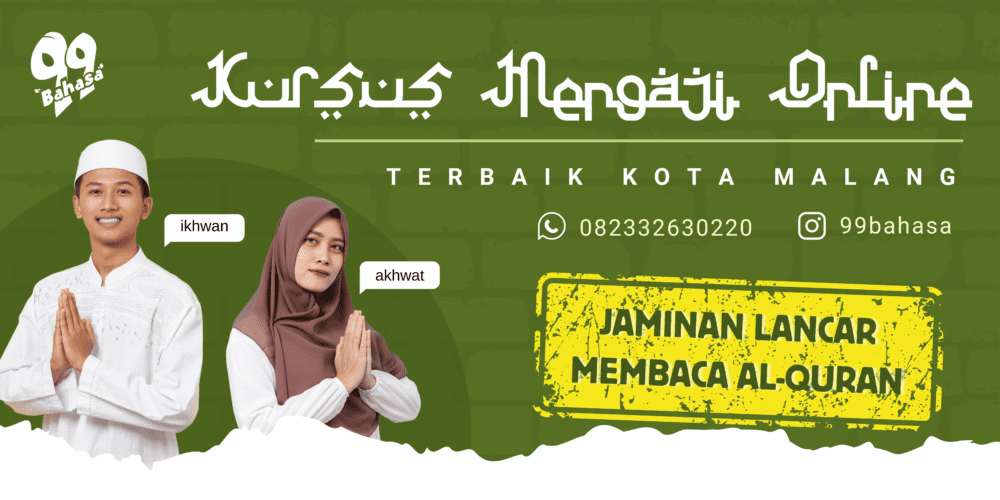 99
Bahasa
Kursus Mengaji Online
TERBAIK KOTA MALANG
082332630220 99bahasa
ikhwan
akhwat
JAMINAN LANCAR
MEMBACA AL-QURAN